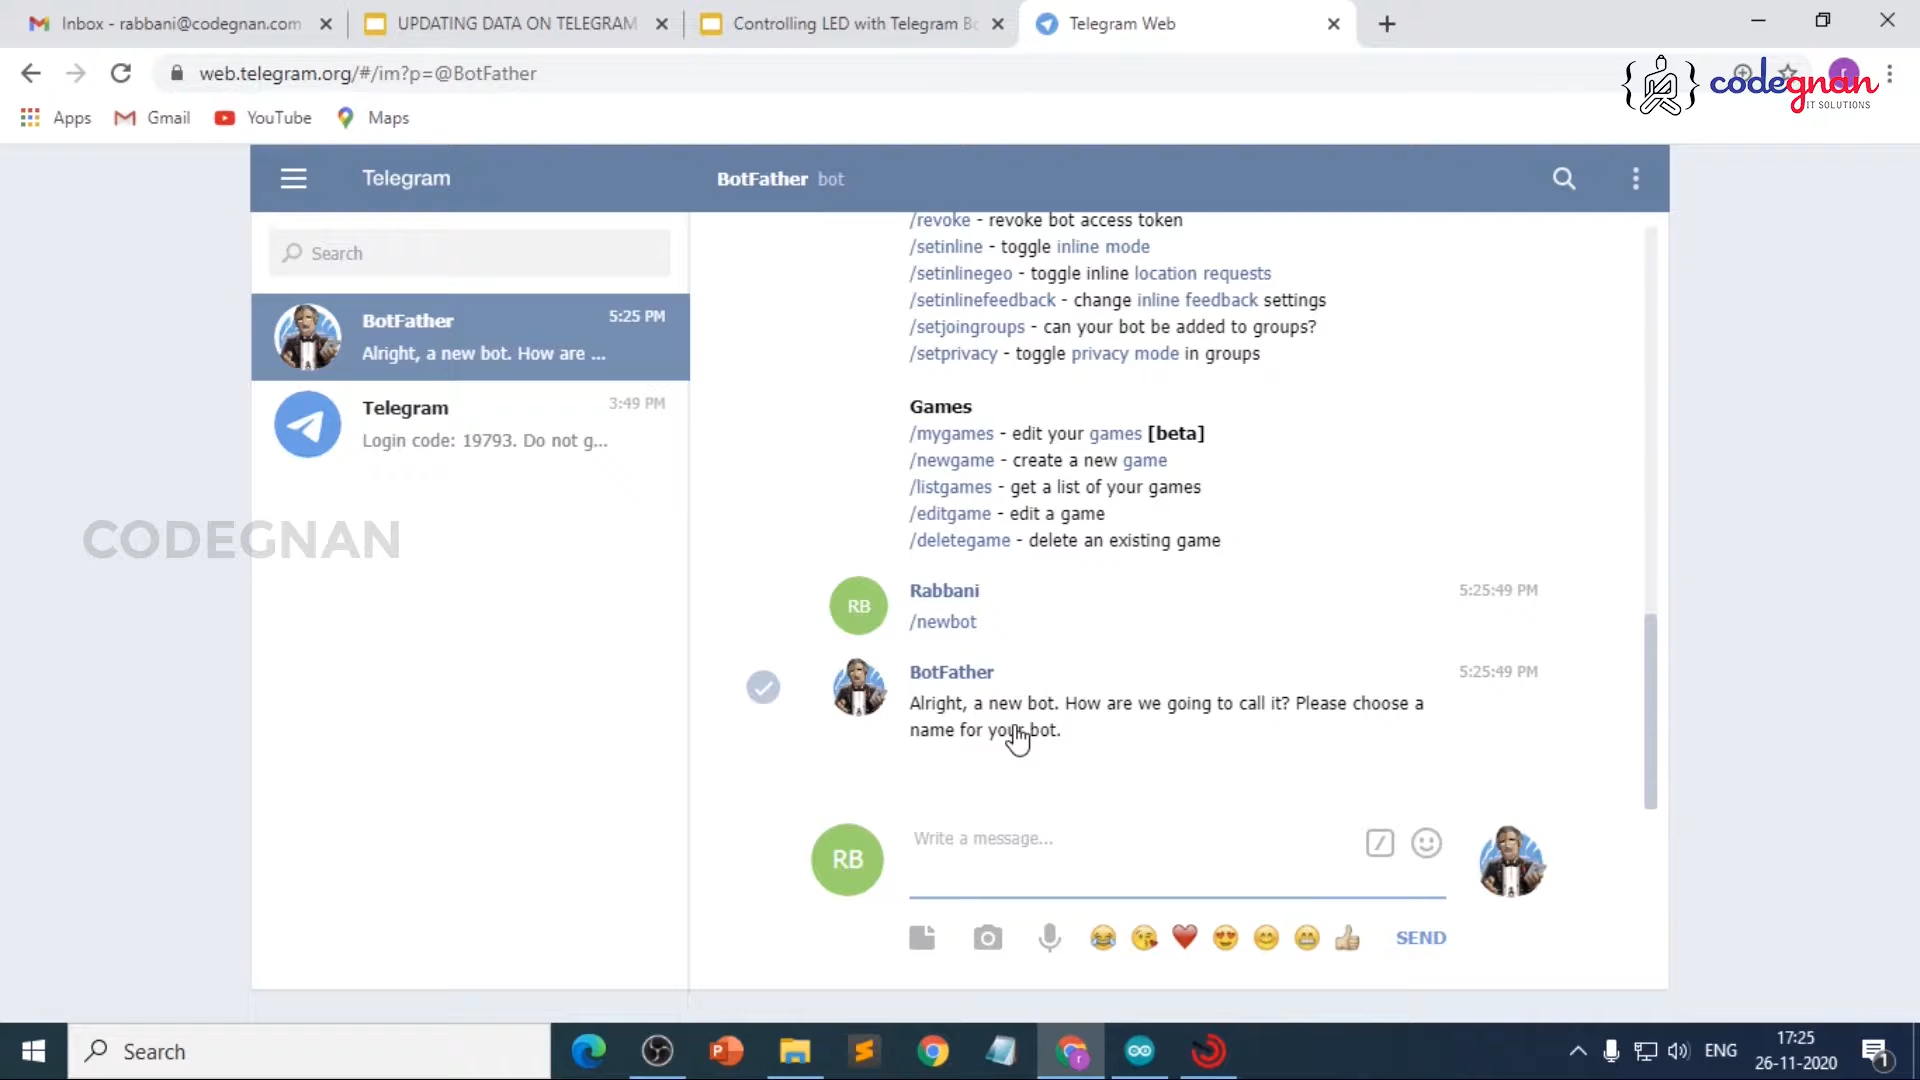 Inbox - rabbani@codegnan.com
UPDATING DATA ON TELEGRAM
Controlling LED with Telegram Bo
Telegram Web
web.telegram.org/#/im?p=@BotFather
codegnan
IT SOLUTIONS
Apps
Gmail
YouTube
Maps
Telegram
BotFather bot
Search
BotFather
5:25 PM
Alright, a new bot. How are ...
Telegram
3:49 PM
Login code: 19793. Do not g...
CODEGNAN
/revoke - revoke bot access token
/setinline - toggle inline mode
/setinlinegeo - toggle inline location requests
/setinlinefeedback - change inline feedback settings
/setjoingroups - can your bot be added to groups?
/setprivacy - toggle privacy mode in groups
Games
/mygames - edit your games [beta]
/newgame - create a new game
/listgames - get a list of your games
/editgame - edit a game
/deletegame - delete an existing game
RB
Rabbani
5:25:49 PM
/newbot
BotFather
5:25:49 PM
Alright, a new bot. How are we going to call it? Please choose a
name for your bot.
RB
Write a message...
SEND
Search
ENG
17:25
26-11-2020
1